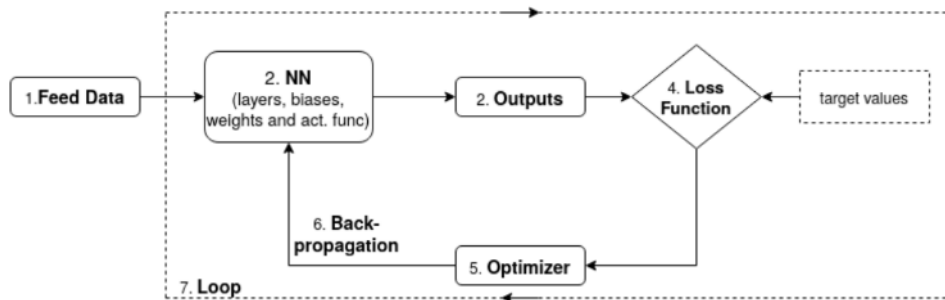 1.Feed Data
2. NN
(layers, biases,
weights and act. func)
2. Outputs
4. Loss
Function
target values
6. Back-
propagation
5. Optimizer
7. Loop